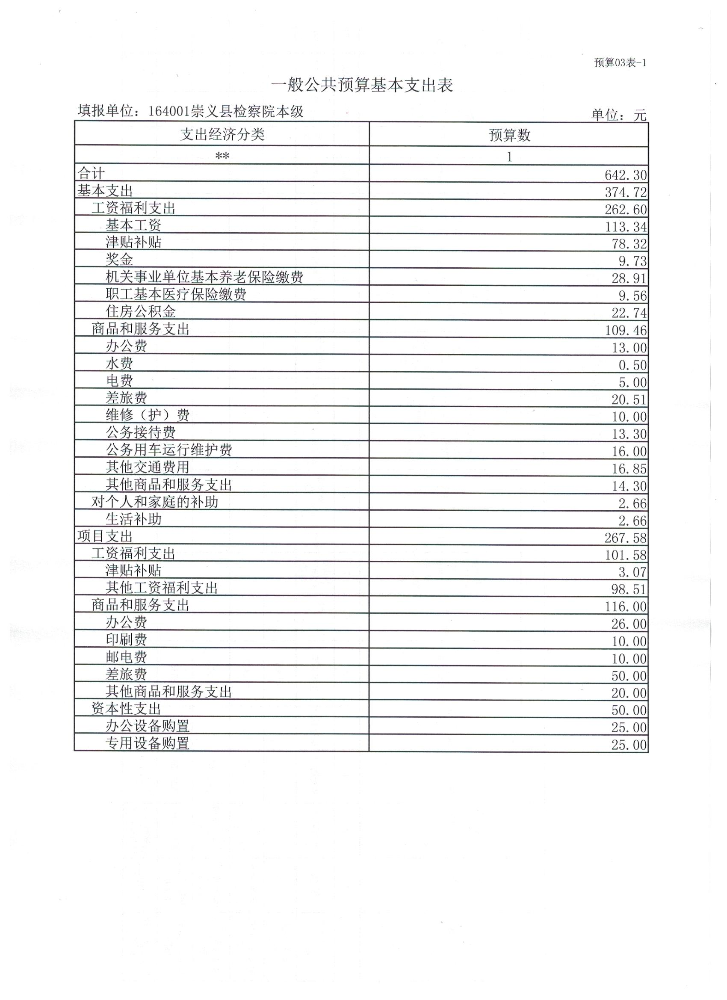 预算03表-1
一般公共预算基本支出表
填报单位：164001崇义县检察院本级 单位：元
支出经济分类 预算数
** 1
合计 642.30
基本支出 374.72
工资福利支出 262.60
基本工资 113.34
津贴补贴 78.32
奖金 9.73
机关事业单位基本养老保险缴费 28.91
职工基本医疗保险缴费 9.56
住房公积金 22.74
商品和服务支出 109.46
办公费 13.00
水费 0.50
电费 5.00
差旅费 20.51
维修（护）费 10.00
公务接待费 13.30
公务用车运行维护费 16.00
其他交通费用 16.85
其他商品和服务支出 14.30
对个人和家庭的补助 2.66
生活补助 2.66
项目支出 267.58
工资福利支出 101.58
津贴补贴 3.07
其他工资福利支出 98.51
商品和服务支出 116.00
办公费 26.00
印刷费 10.00
邮电费 10.00
差旅费 50.00
其他商品和服务支出 20.00
资本性支出 50.00
办公设备购置 25.00
专用设备购置 25.00